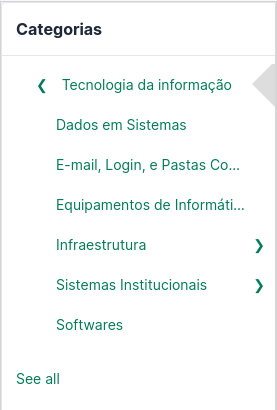 Categorias
Tecnologia da informação
Dados em Sistemas
E-mail, Login, e Pastas Co...
Equipamentos de Informáti...
Infraestrutura
Sistemas Institucionais
Softwares
See all